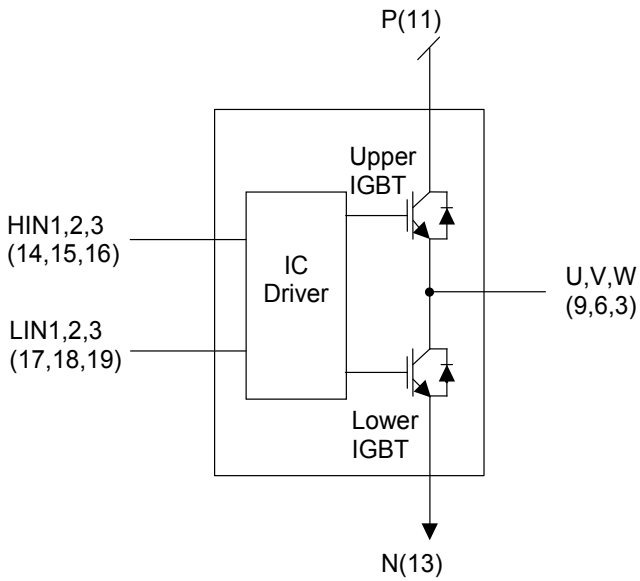 P(11)
Upper
IGBT
HIN1,2,3
(14,15,16)
IC
Driver
U,V,W
(9,6,3)
LIN1,2,3
(17,18,19)
Lower
IGBT
N(13)